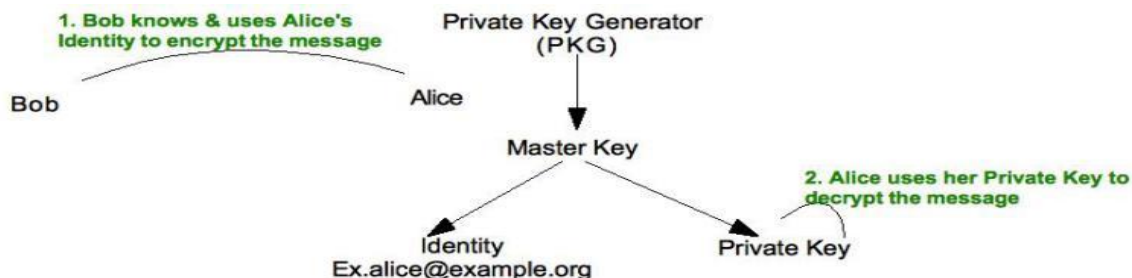 1. Bob knows & uses Alice's
Identity to encrypt the message
Bob
Alice
Private Key Generator
(PKG)
Master Key
2. Alice uses her Private Key to
decrypt the message
Identity
Ex.alice@example.org
Private Key